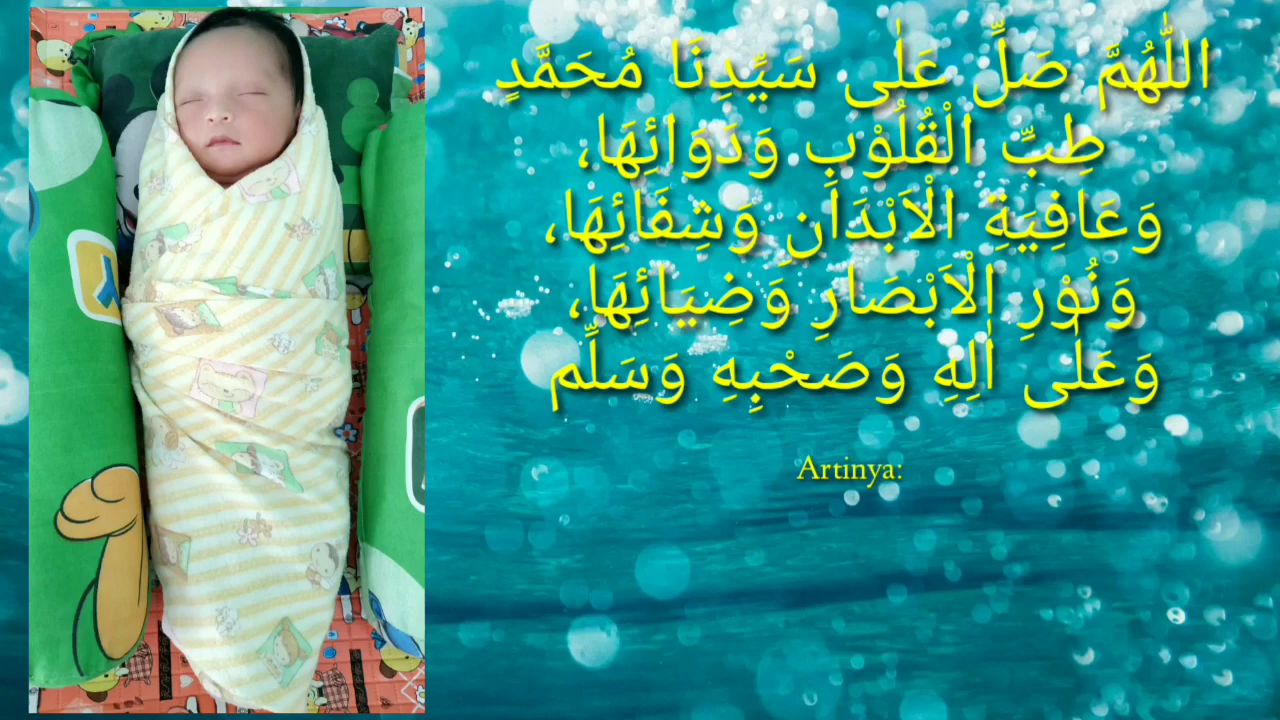 اللّٰهُمَّ صَلِّ عَلٰى سَيِّدِنَا مُحَمَّدٍ
طِبِّ الْقُلُوْبِ وَدَوَائِهَا،
وَعَافِيَةِ الْاَبْدَانِ وَشِفَائِهَا،
وَنُوْرِ الْاَبْصَارِ وَضِيَائِهَا،
وَعَلٰى اٰلِهِ وَصَحْبِهِ وَسَلِّم
Artinya: